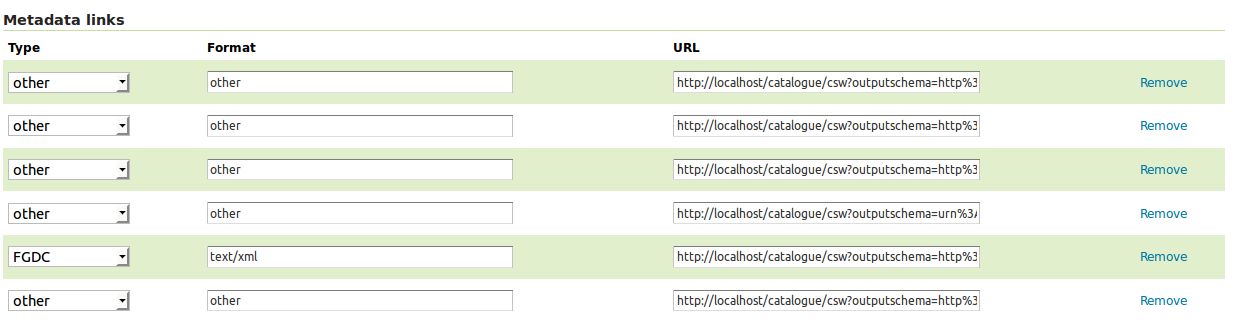 Metadata links
Type Format URL
other other http://localhost/catalogue/csw?outputschema=http%3 Remove
other other http://localhost/catalogue/csw?outputschema=http%3 Remove
other other http://localhost/catalogue/csw?outputschema=http%3 Remove
other other http://localhost/catalogue/csw?outputschema=urn%3A Remove
FGDC text/xml http://localhost/catalogue/csw?outputschema=http%3 Remove
other other http://localhost/catalogue/csw?outputschema=http%3 Remove